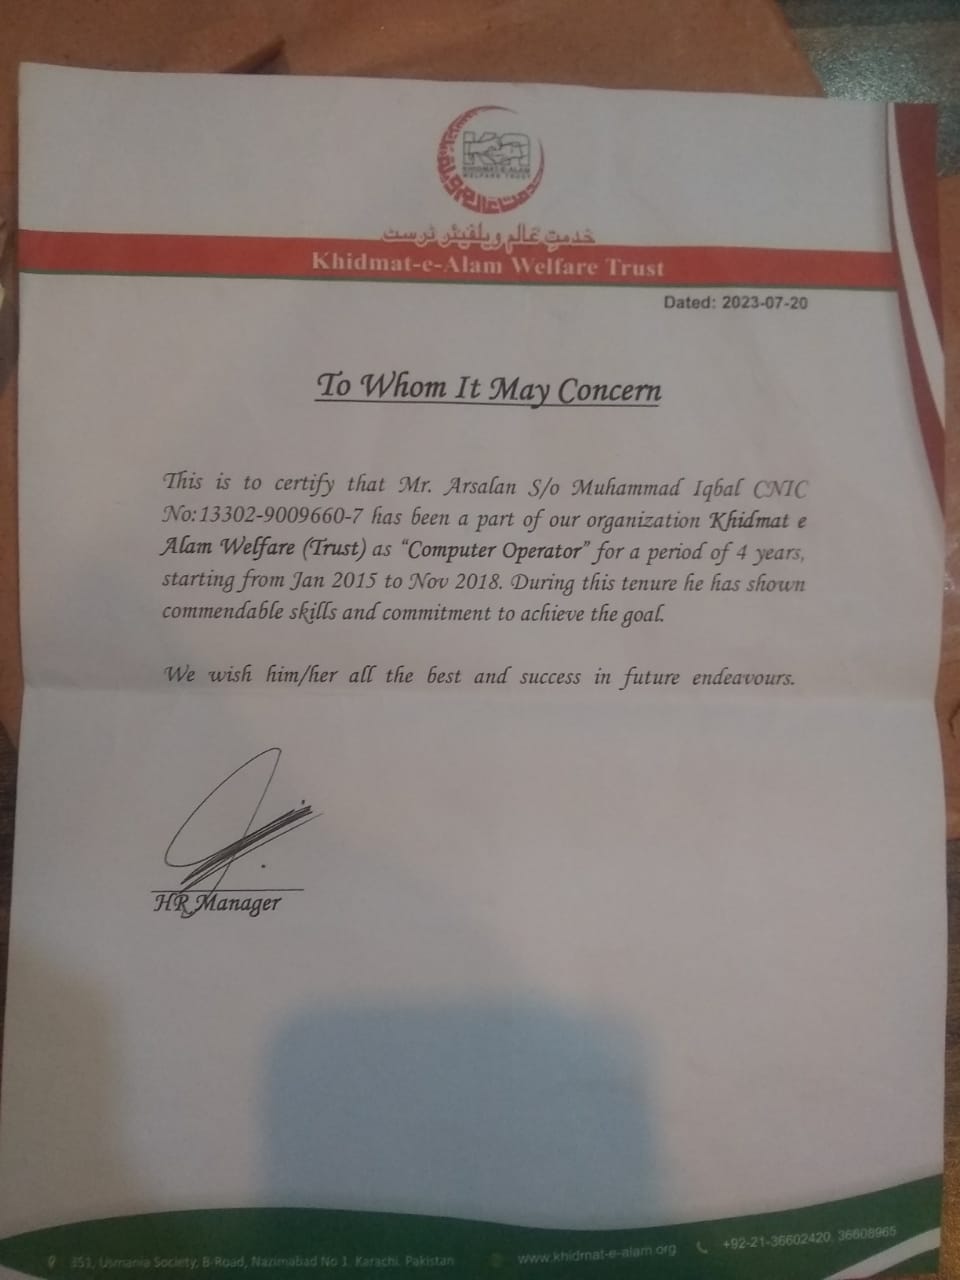 KA
KHIDMAT-E-ALAM
WELFARE TRUST
خدمتِ عالم ویلفیئر ٹرسٹ
Khidmat-e-Alam Welfare Trust
Dated: 2023-07-20
To Whom It May Concern
This is to certify that Mr. Arsalan S/o Muhammad Iqbal CNIC
No:13302-9009660-7 has been a part of our organization Khidmat e
Alam Welfare (Trust) as “Computer Operator” for a period of 4 years,
starting from Jan 2015 to Nov 2018. During this tenure he has shown
commendable skills and commitment to achieve the goal.
We wish him/her all the best and success in future endeavours.
HR Manager
351, Usmania Society, B-Road, Nazimabad No 1. Karachi. Pakistan
www.khidmat-e-alam.org
+92-21-36602420, 36608965